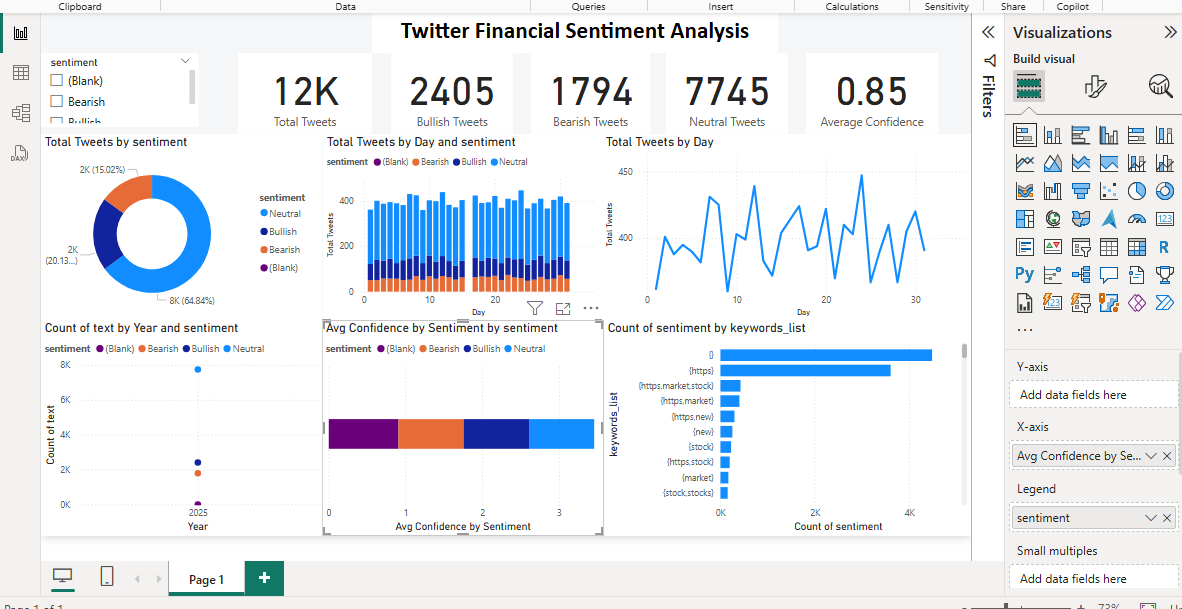 Clipboard Data Queries Insert Calculations Sensitivity Share Copilot
Twitter Financial Sentiment Analysis
Visualizations
Build visual
Filters
sentiment
(Blank)
Bearish
Bullish
12K
Total Tweets
2405
Bullish Tweets
1794
Bearish Tweets
7745
Neutral Tweets
0.85
Average Confidence
Total Tweets by sentiment
2K (15.02%)
2K
(20.13...)
8K (64.84%)
sentiment
Neutral
Bullish
Bearish
(Blank)
Total Tweets by Day and sentiment
sentiment (Blank) Bearish Bullish Neutral
Total Tweets
400
200
0
0 10 20
Day
Total Tweets by Day
Total Tweets
450
400
0 10 20 30
Day
Count of text by Year and sentiment
sentiment (Blank) Bearish Bullish Neutral
Count of text
8K
6K
4K
2K
0K
2025
Year
Avg Confidence by Sentiment by sentiment
sentiment (Blank) Bearish Bullish Neutral
0 1 2 3
Avg Confidence by Sentiment
Count of sentiment by keywords_list
keywords_list
{}
{https}
{https,market,stock}
{https,market}
{https,new}
{new}
{stock}
{https,stock}
{market}
{stock,stocks}
0K 2K 4K
Count of sentiment
DAX
123
R
Py
123
...
Y-axis
Add data fields here
X-axis
Avg Confidence by Se...
Legend
sentiment
Small multiples
Add data fields here
Page 1
Page 1 of 1
73%